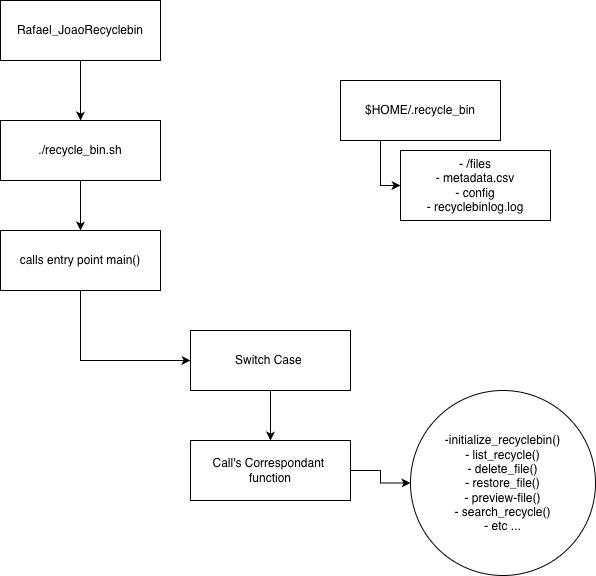 Rafael_JoaoRecyclebin
./recycle_bin.sh
calls entry point main()
$HOME/.recycle_bin
- /files
- metadata.csv
- config
- recyclebinlog.log
Switch Case
Call's Correspondant
function
-initialize_recyclebin()
- list_recycle()
- delete_file()
- restore_file()
- preview-file()
- search_recycle()
- etc ...